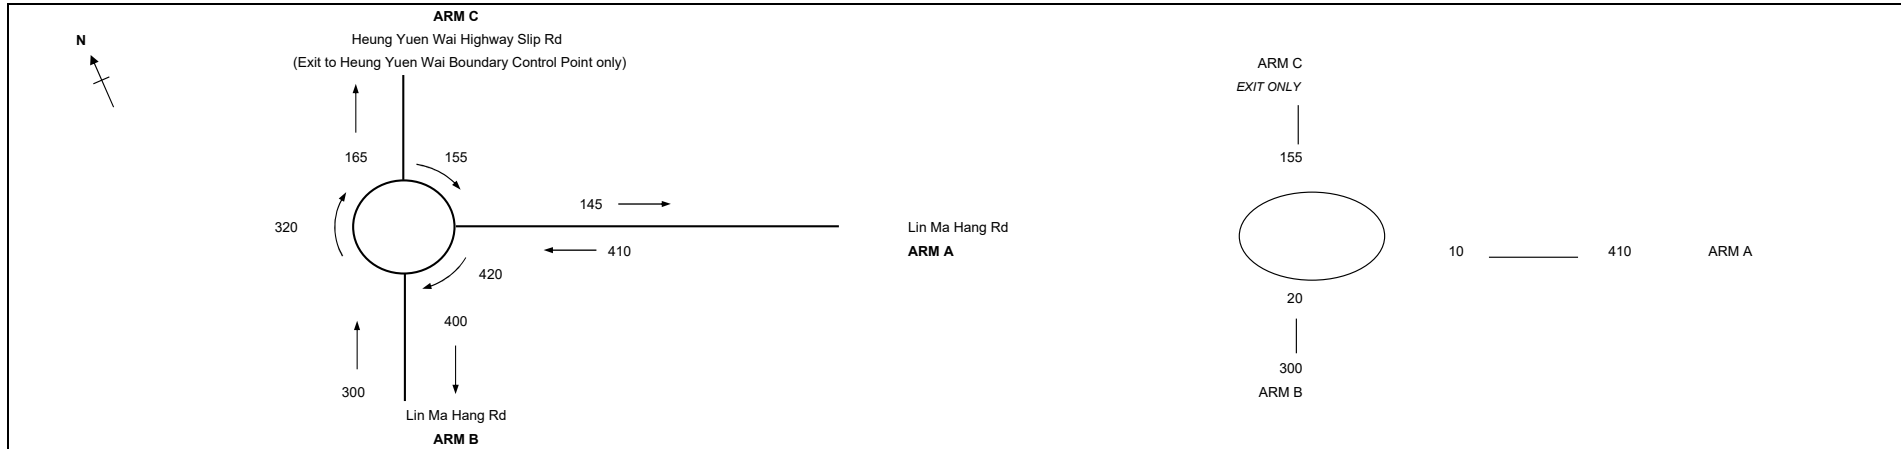 ARM C
N
Heung Yuen Wai Highway Slip Rd
(Exit to Heung Yuen Wai Boundary Control Point only)
165
155
320
145
Lin Ma Hang Rd
410
ARM A
420
400
300
Lin Ma Hang Rd
ARM B
ARM C
EXIT ONLY
155
10
410
ARM A
20
300
ARM B